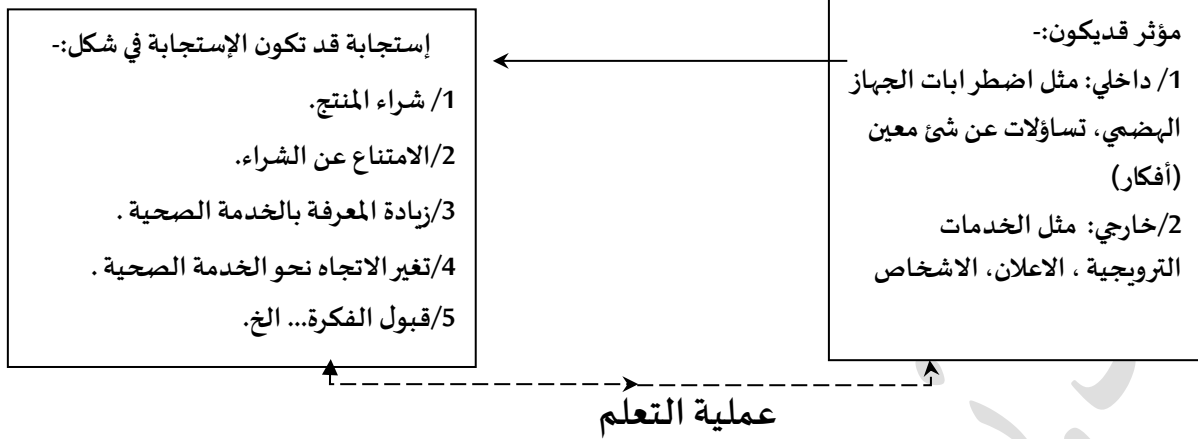 مؤثر قديكون:-
1/ داخلي: مثل اضطر ابات الجهاز
الهضمي، تساؤلات عن شئ معين
(أفكار)
2/خارجي: مثل الخدمات
الترويجية ، الاعلان، الاشخاص
إستجابة قد تكون الإستجابة في شكل:-
1/ شراء المنتج.
2/الامتناع عن الشراء.
3/زيادة المعرفة بالخدمة الصحية .
4/تغير الاتجاه نحو الخدمة الصحية .
5/قبول الفكرة... الخ.
عملية التعلم